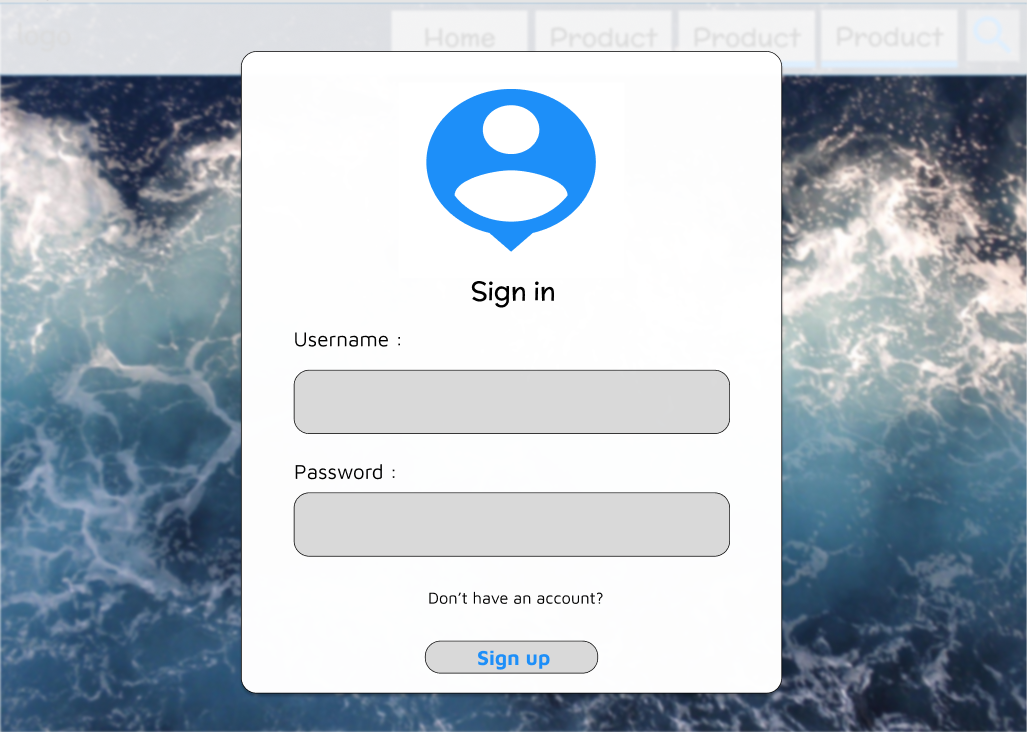 logo
Home Product Product Product
Sign in
Username :
Password :
Don't have an account?
Sign up